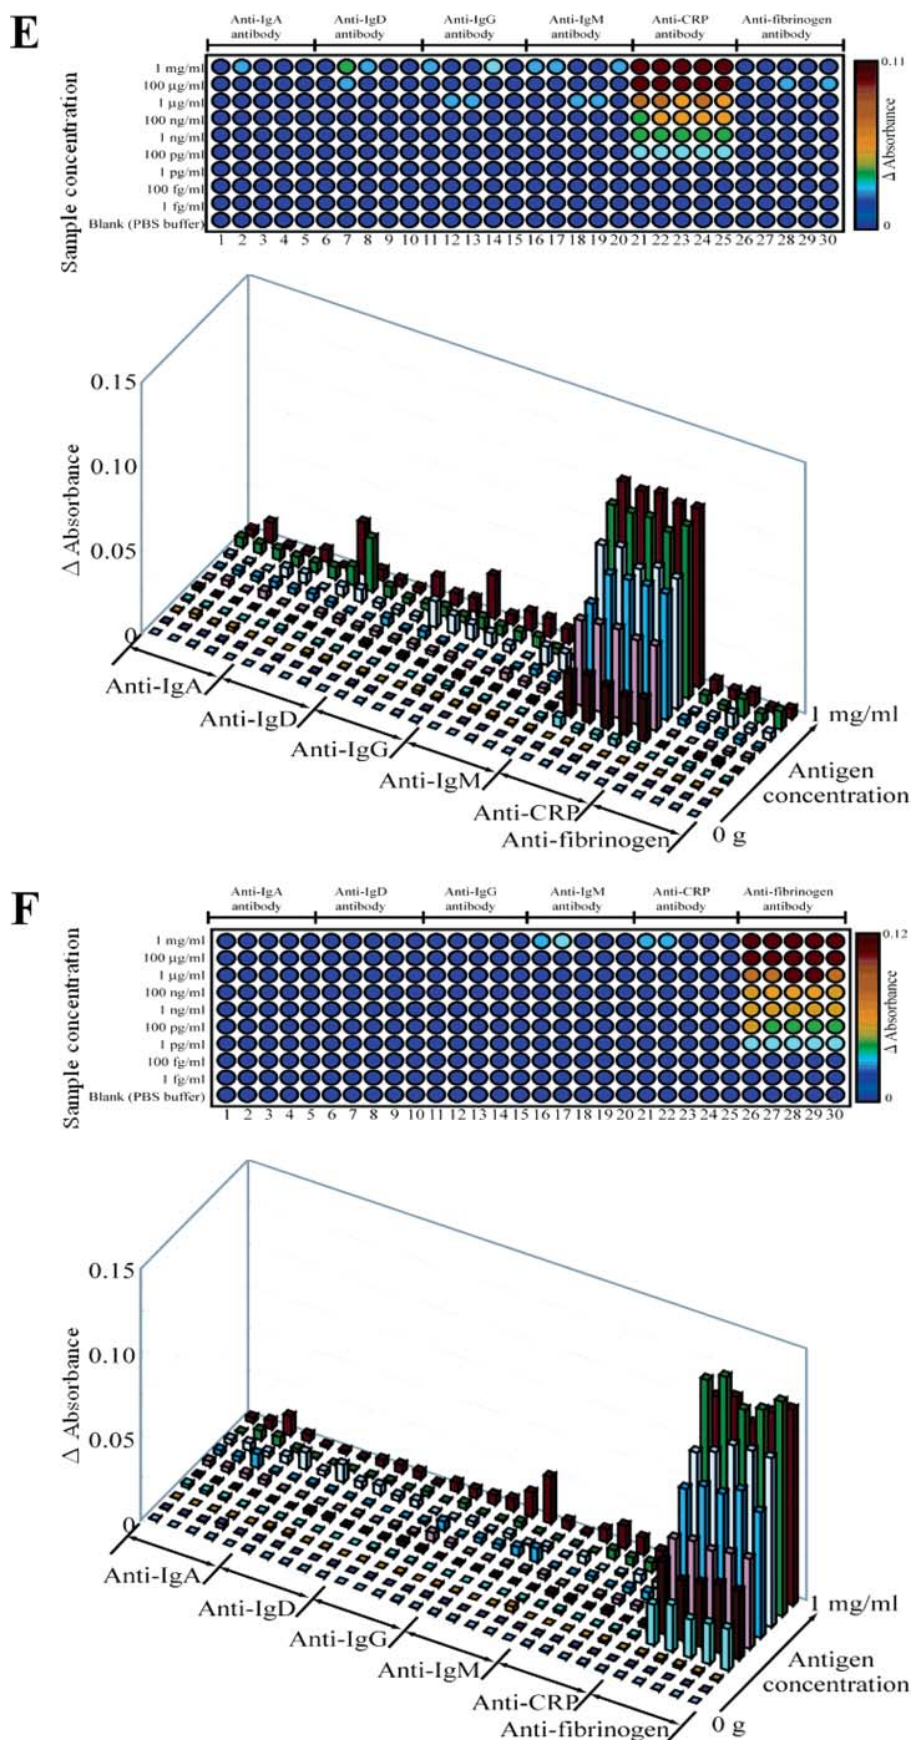 E
Anti-IgA antibody
Anti-IgD antibody
Anti-IgG antibody
Anti-IgM antibody
Anti-CRP antibody
Anti-fibrinogen antibody
Sample concentration
1 mg/ml
100 µg/ml
1 µg/ml
100 ng/ml
1 ng/ml
100 pg/ml
1 pg/ml
100 fg/ml
1 fg/ml
Blank (PBS buffer)
1 2 3 4 5 6 7 8 9 10 11 12 13 14 15 16 17 18 19 20 21 22 23 24 25 26 27 28 29 30
0.11
Δ Absorbance
0
0.15
0.10
0.05
0
Δ Absorbance
Anti-IgA
Anti-IgD
Anti-IgG
Anti-IgM
Anti-CRP
Anti-fibrinogen
1 mg/ml
Antigen
concentration
0 g
F
Anti-IgA antibody
Anti-IgD antibody
Anti-IgG antibody
Anti-IgM antibody
Anti-CRP antibody
Anti-fibrinogen antibody
Sample concentration
1 mg/ml
100 µg/ml
1 µg/ml
100 ng/ml
1 ng/ml
100 pg/ml
1 pg/ml
100 fg/ml
1 fg/ml
Blank (PBS buffer)
1 2 3 4 5 6 7 8 9 10 11 12 13 14 15 16 17 18 19 20 21 22 23 24 25 26 27 28 29 30
0.12
Δ Absorbance
0
0.15
0.10
0.05
0
Δ Absorbance
Anti-IgA
Anti-IgD
Anti-IgG
Anti-IgM
Anti-CRP
Anti-fibrinogen
1 mg/ml
Antigen
concentration
0 g